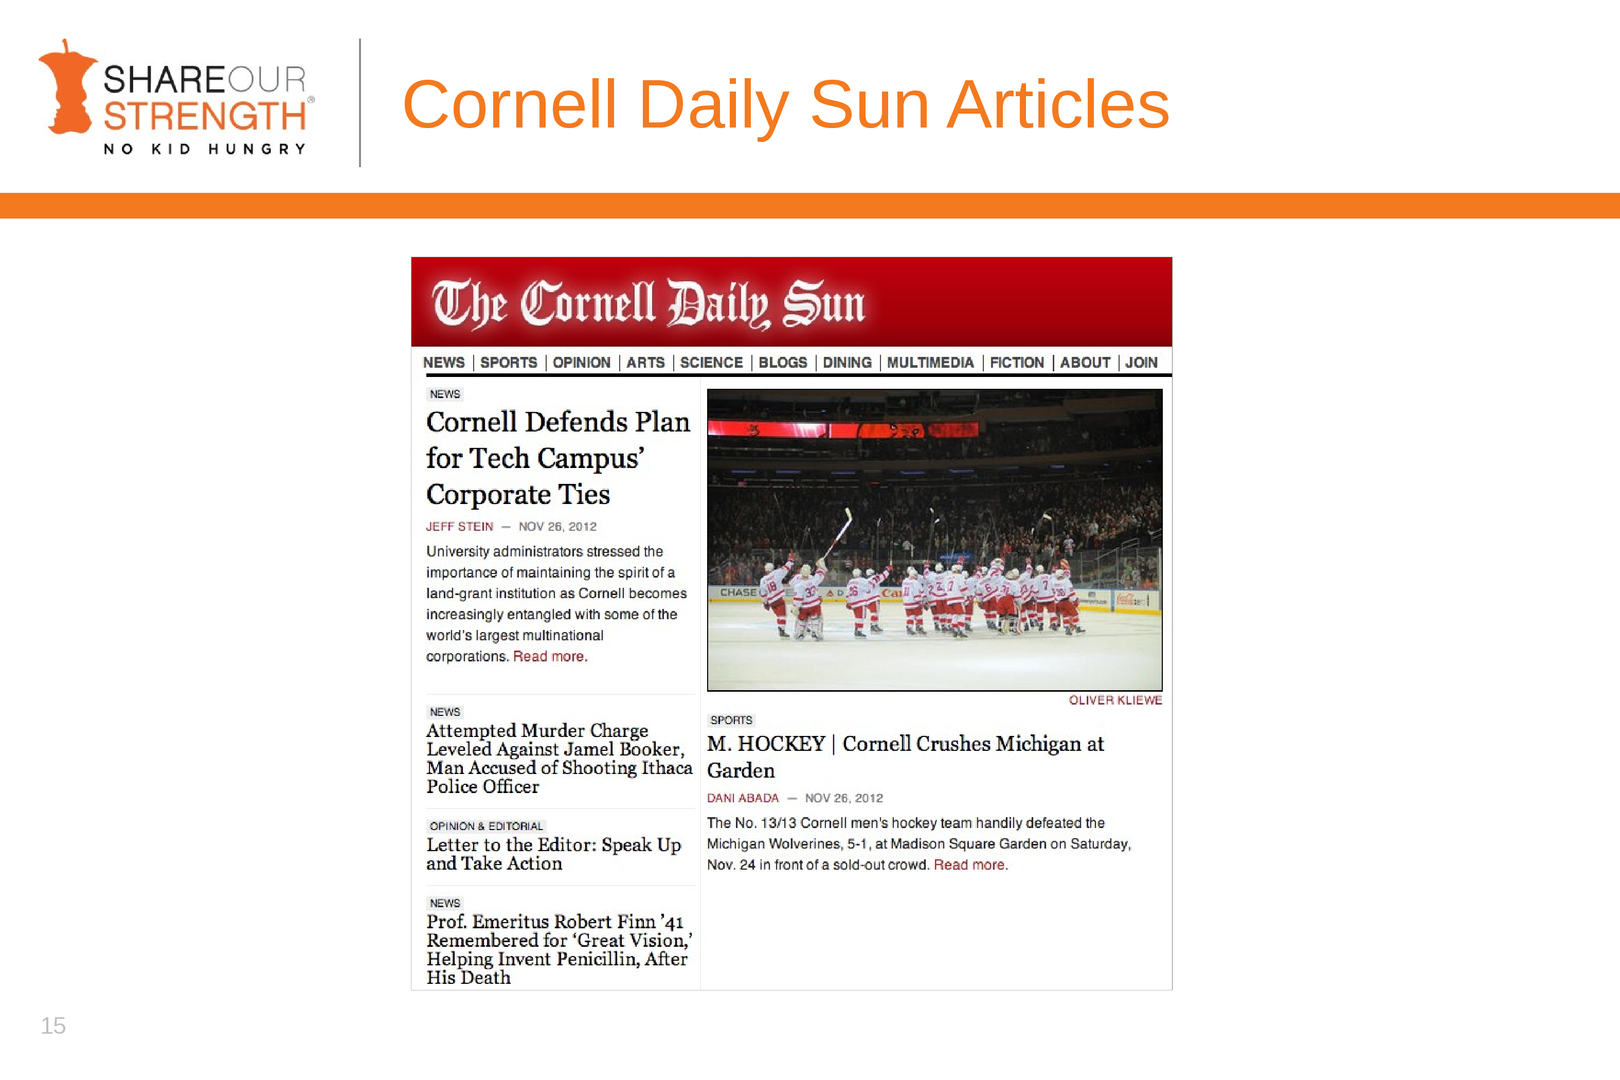 SHAREOUR
STRENGTH®
NO KID HUNGRY
Cornell Daily Sun Articles
The Cornell Daily Sun
NEWS | SPORTS | OPINION | ARTS | SCIENCE | BLOGS | DINING | MULTIMEDIA | FICTION | ABOUT | JOIN
NEWS
Cornell Defends Plan
for Tech Campus’
Corporate Ties
JEFF STEIN — NOV 26, 2012
University administrators stressed the
importance of maintaining the spirit of a
land-grant institution as Cornell becomes
increasingly entangled with some of the
world’s largest multinational
corporations. Read more.
NEWS
Attempted Murder Charge
Leveled Against Jamel Booker,
Man Accused of Shooting Ithaca
Police Officer
OPINION & EDITORIAL
Letter to the Editor: Speak Up
and Take Action
NEWS
Prof. Emeritus Robert Finn ’41
Remembered for ‘Great Vision,’
Helping Invent Penicillin, After
His Death
CHASE
Coca-Cola
OLIVER KLIEWE
SPORTS
M. HOCKEY | Cornell Crushes Michigan at
Garden
DANI ABADA — NOV 26, 2012
The No. 13/13 Cornell men’s hockey team handily defeated the
Michigan Wolverines, 5-1, at Madison Square Garden on Saturday,
Nov. 24 in front of a sold-out crowd. Read more.
15